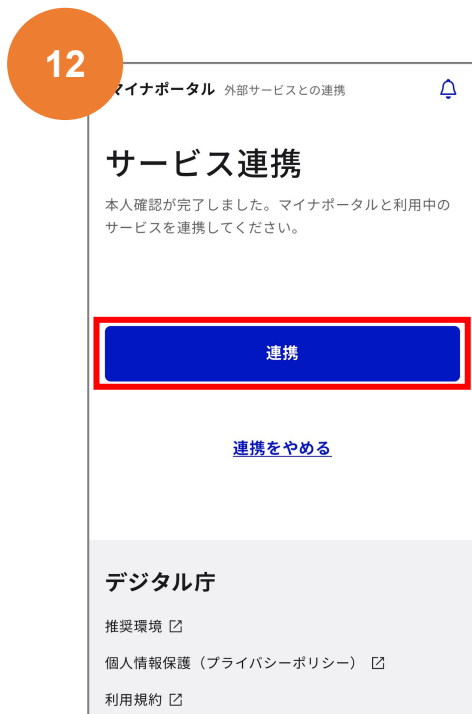 12
マイナポータル 外部サービスとの連携
サービス連携
本人確認が完了しました。マイナポータルと利用中の
サービスを連携してください。
連携
連携をやめる
デジタル庁
推奨環境
個人情報保護（プライバシーポリシー）
利用規約